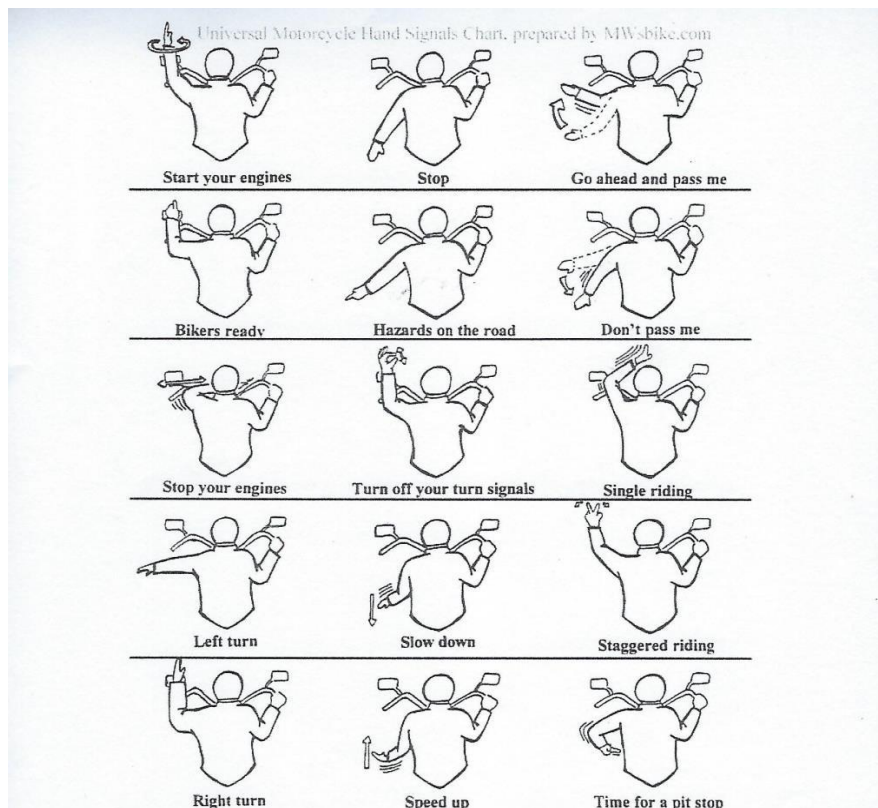 Universal Motorcycle Hand Signals Chart, prepared by MWsbike.com
Start your engines
Stop
Go ahead and pass me
Bikers ready
Hazards on the road
Don't pass me
Stop your engines
Turn off your turn signals
Single riding
Left turn
Slow down
Staggered riding
Right turn
Speed up
Time for a pit stop